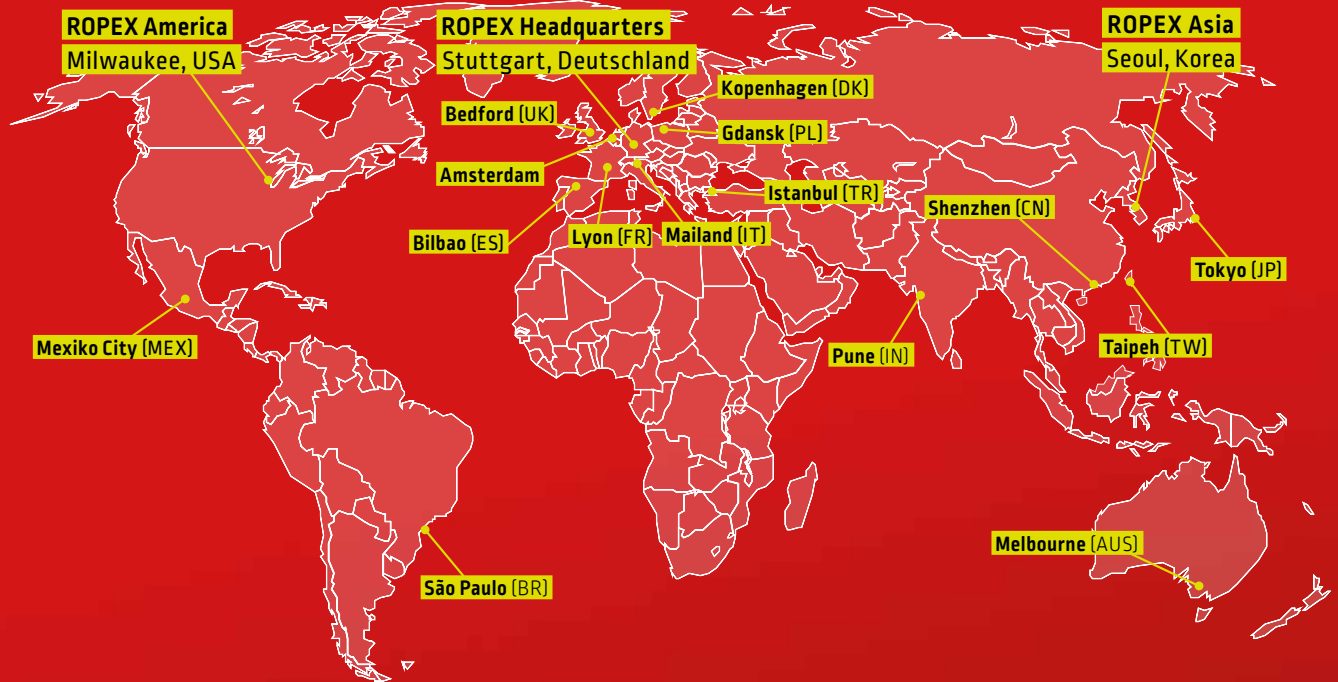 ROPEX America
Milwaukee, USA
ROPEX Headquarters
Stuttgart, Deutschland
ROPEX Asia
Seoul, Korea
Kopenhagen (DK)
Bedford (UK)
Gdansk (PL)
Amsterdam
Istanbul (TR)
Shenzhen (CN)
Bilbao (ES)
Lyon (FR)
Mailand (IT)
Tokyo (JP)
Mexiko City (MEX)
Pune (IN)
Taipeh (TW)
Melbourne (AUS)
São Paulo (BR)